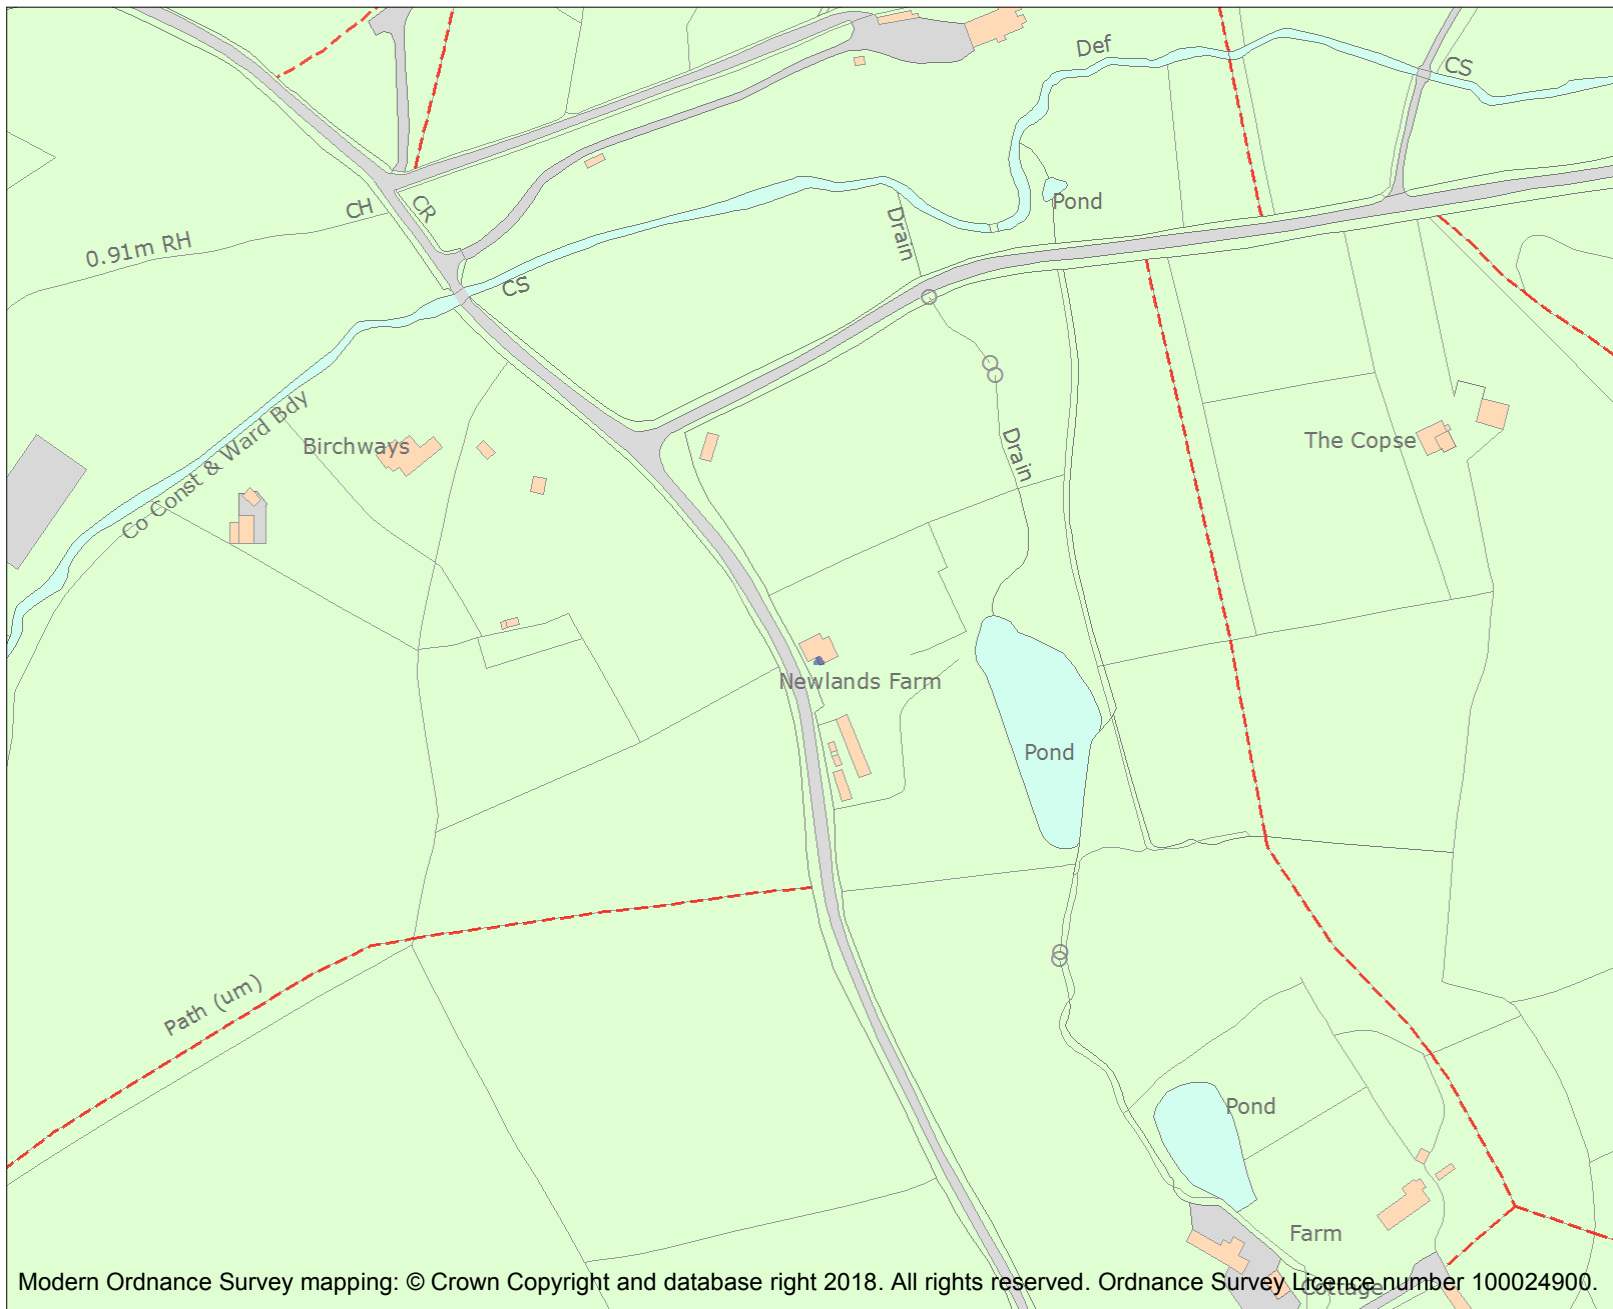 Def
CS
CH
CR
Pond
0.91m RH
Drain
CS
Co Const & Ward Bdy
Birchways
Drain
The Copse
Newlands Farm
Pond
Path (um)
Pond
Farm
Cottage
Modern Ordnance Survey mapping: © Crown Copyright and database right 2018. All rights reserved. Ordnance Survey Licence number 100024900.